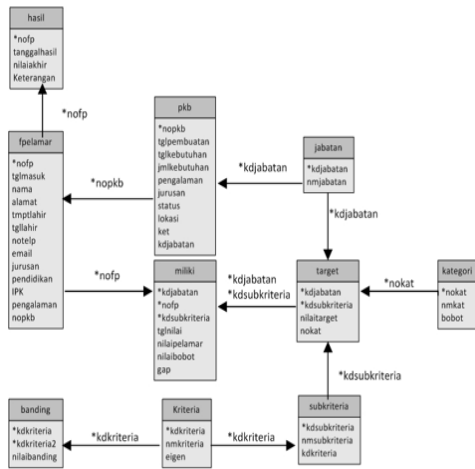 hasil
*nofp
tanggalhasil
nilaiakhir
Keterangan
*nofp
fpelamar
*nofp
tglmasuk
nama
alamat
tmptlahir
tgllahir
notelp
email
jurusan
pendidikan
IPK
pengalaman
nopkb
*nopkb
pkb
*nopkb
tglpembuatan
tglkebutuhan
jmlkebutuhan
pengalaman
jurusan
status
lokasi
ket
kdjabatan
*kdjabatan
jabatan
*kdjabatan
nmjabatan
*kdjabatan
*nofp
miliki
*kdjabatan
*nofp
*kdsubkriteria
tglnilai
nilaipelamar
nilaibobot
gap
*kdjabatan
*kdsubkriteria
target
*kdjabatan
*kdsubkriteria
nilaitarget
nokat
*nokat
kategori
*nokat
nmkat
bobot
*kdsubkriteria
banding
*kdkriteria
*kdkriteria2
nilaibanding
*kdkriteria
Kriteria
*kdkriteria
nmkriteria
eigen
*kdkriteria
subkriteria
*kdsubkriteria
nmsubkriteria
kdkriteria